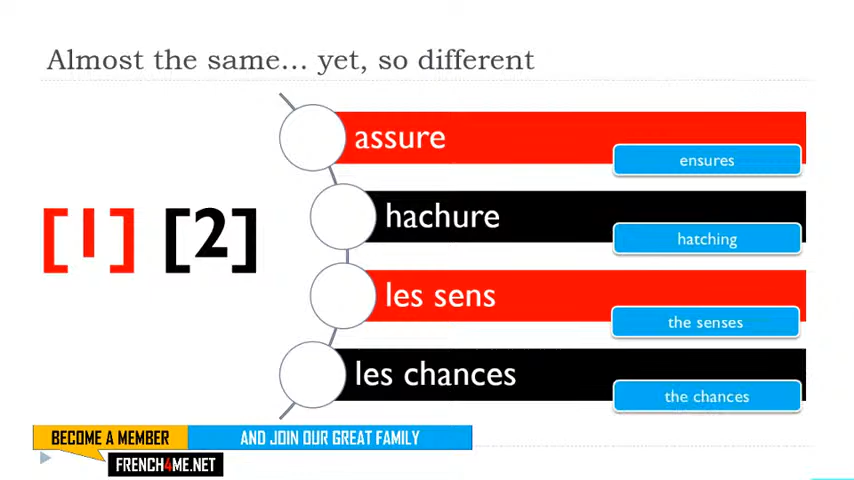 Almost the same... yet, so different
[1] [2]
assure
ensures
hachure
hatching
les sens
the senses
les chances
the chances
BECOME A MEMBER
AND JOIN OUR GREAT FAMILY
FRENCH4ME.NET